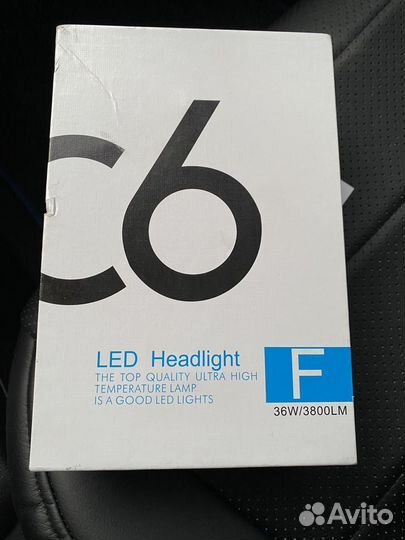 C6
LED Headlight
THE TOP QUALITY ULTRA HIGH
TEMPERATURE LAMP
IS A GOOD LED LIGHTS
F
36W/3800LM
Avito